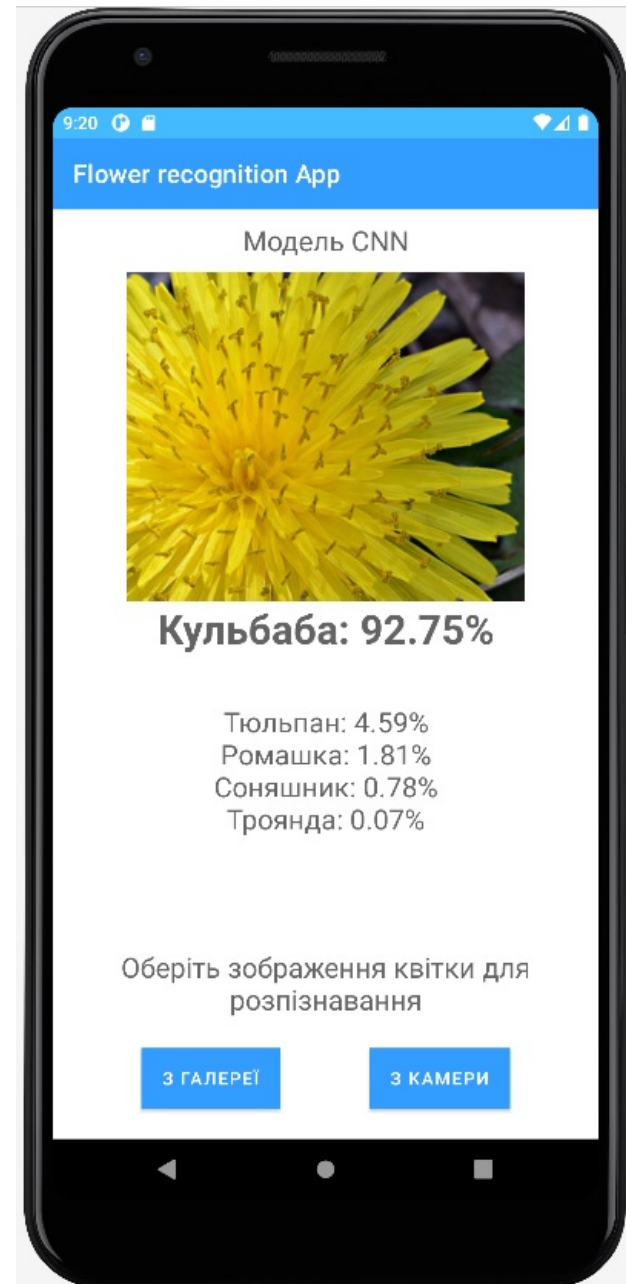 9:20
Flower recognition App
Модель CNN
Кульбаба: 92.75%
Тюльпан: 4.59%
Ромашка: 1.81%
Соняшник: 0.78%
Троянда: 0.07%
Оберіть зображення квітки для
розпізнавання
З ГАЛЕРЕЇ
З КАМЕРИ